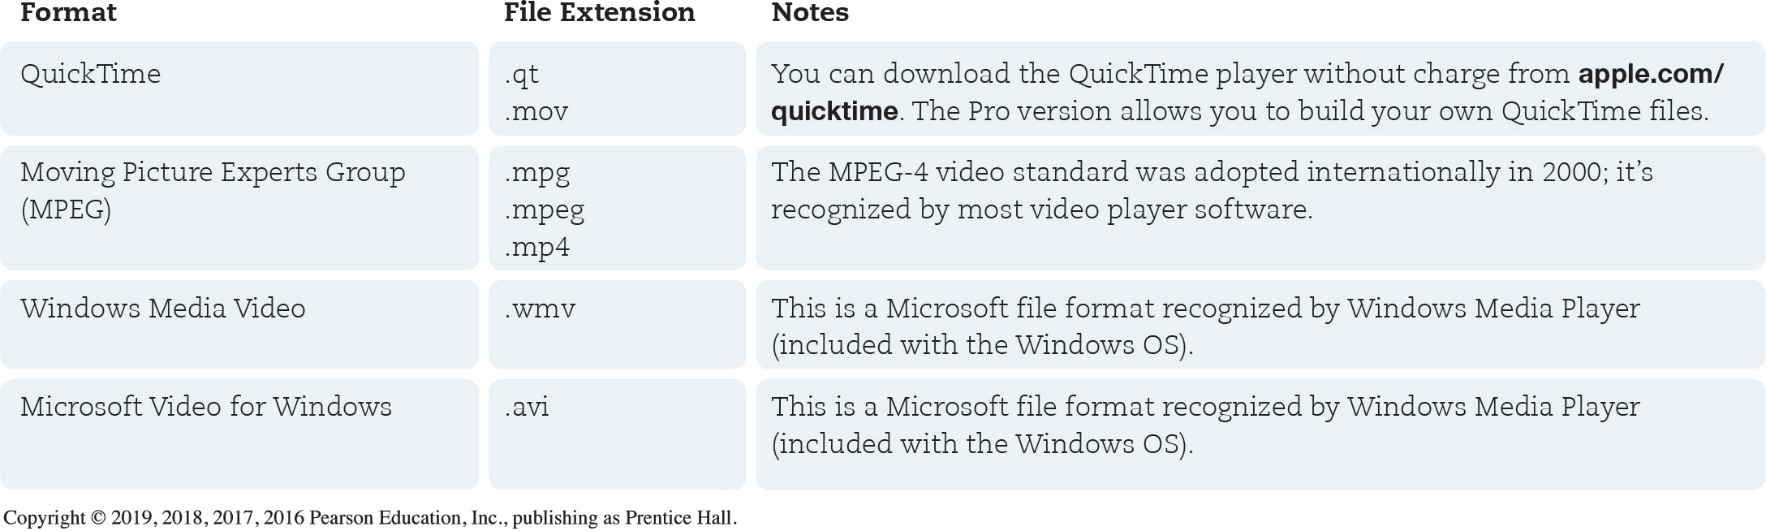 Format File Extension Notes
QuickTime .qt You can download the QuickTime player without charge from apple.com/
.mov quicktime. The Pro version allows you to build your own QuickTime files.
Moving Picture Experts Group .mpg The MPEG-4 video standard was adopted internationally in 2000; it’s
(MPEG) .mpeg recognized by most video player software.
.mp4
Windows Media Video .wmv This is a Microsoft file format recognized by Windows Media Player
(included with the Windows OS).
Microsoft Video for Windows .avi This is a Microsoft file format recognized by Windows Media Player
(included with the Windows OS).
Copyright © 2019, 2018, 2017, 2016 Pearson Education, Inc., publishing as Prentice Hall.